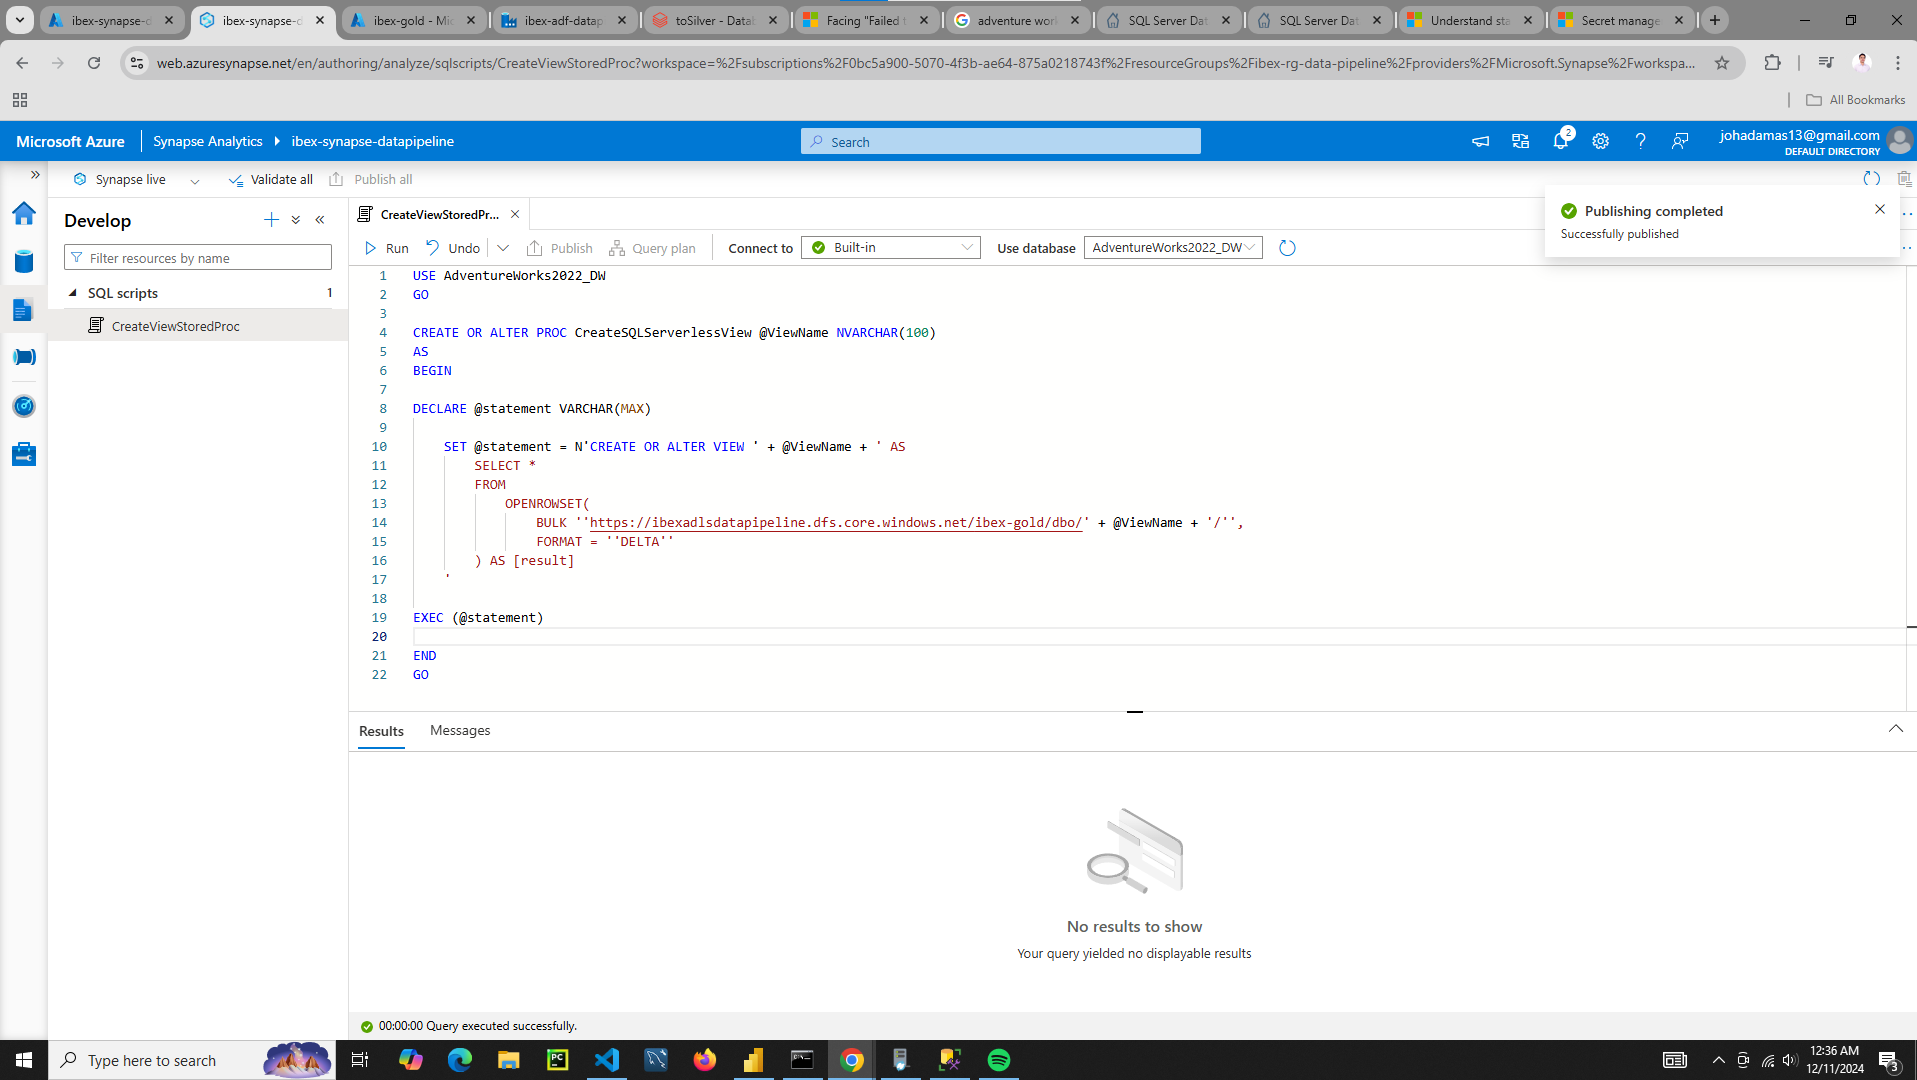 ibex-synapse-d
ibex-synapse-d
ibex-gold - Mic
ibex-adf-datap
toSilver - Datab
Facing "Failed t
adventure work
SQL Server Dat
SQL Server Dat
Understand sta
Secret manage
web.azuresynapse.net/en/authoring/analyze/sqlscripts/CreateViewStoredProc?workspace=%2Fsubscriptions%2F0bc5a900-5070-4f3b-ae64-875a0218743f%2FresourceGroups%2Fibex-rg-data-pipeline%2Fproviders%2FMicrosoft.Synapse%2Fworkspa...
All Bookmarks
Microsoft Azure
Synapse Analytics
ibex-synapse-datapipeline
Search
2
johadamas13@gmail.com
DEFAULT DIRECTORY
Synapse live
Validate all
Publish all
Publishing completed
Successfully published
Develop
Filter resources by name
SQL scripts 1
CreateViewStoredProc
CreateViewStoredPr...
Run
Undo
Publish
Query plan
Connect to
Built-in
Use database
AdventureWorks2022_DW
1 USE AdventureWorks2022_DW
2 GO
3
4 CREATE OR ALTER PROC CreateSQLServerlessView @ViewName NVARCHAR(100)
5 AS
6 BEGIN
7
8 DECLARE @statement VARCHAR(MAX)
9
10 SET @statement = N'CREATE OR ALTER VIEW ' + @ViewName + ' AS
11 SELECT *
12 FROM
13 OPENROWSET(
14 BULK ''https://ibexadlsdatapipeline.dfs.core.windows.net/ibex-gold/dbo/' + @ViewName + '/'',
15 FORMAT = ''DELTA''
16 ) AS [result]
17 '
18
19 EXEC (@statement)
20
21 END
22 GO
Results
Messages
No results to show
Your query yielded no displayable results
00:00:00 Query executed successfully.
Type here to search
12:36 AM
12/11/2024
3